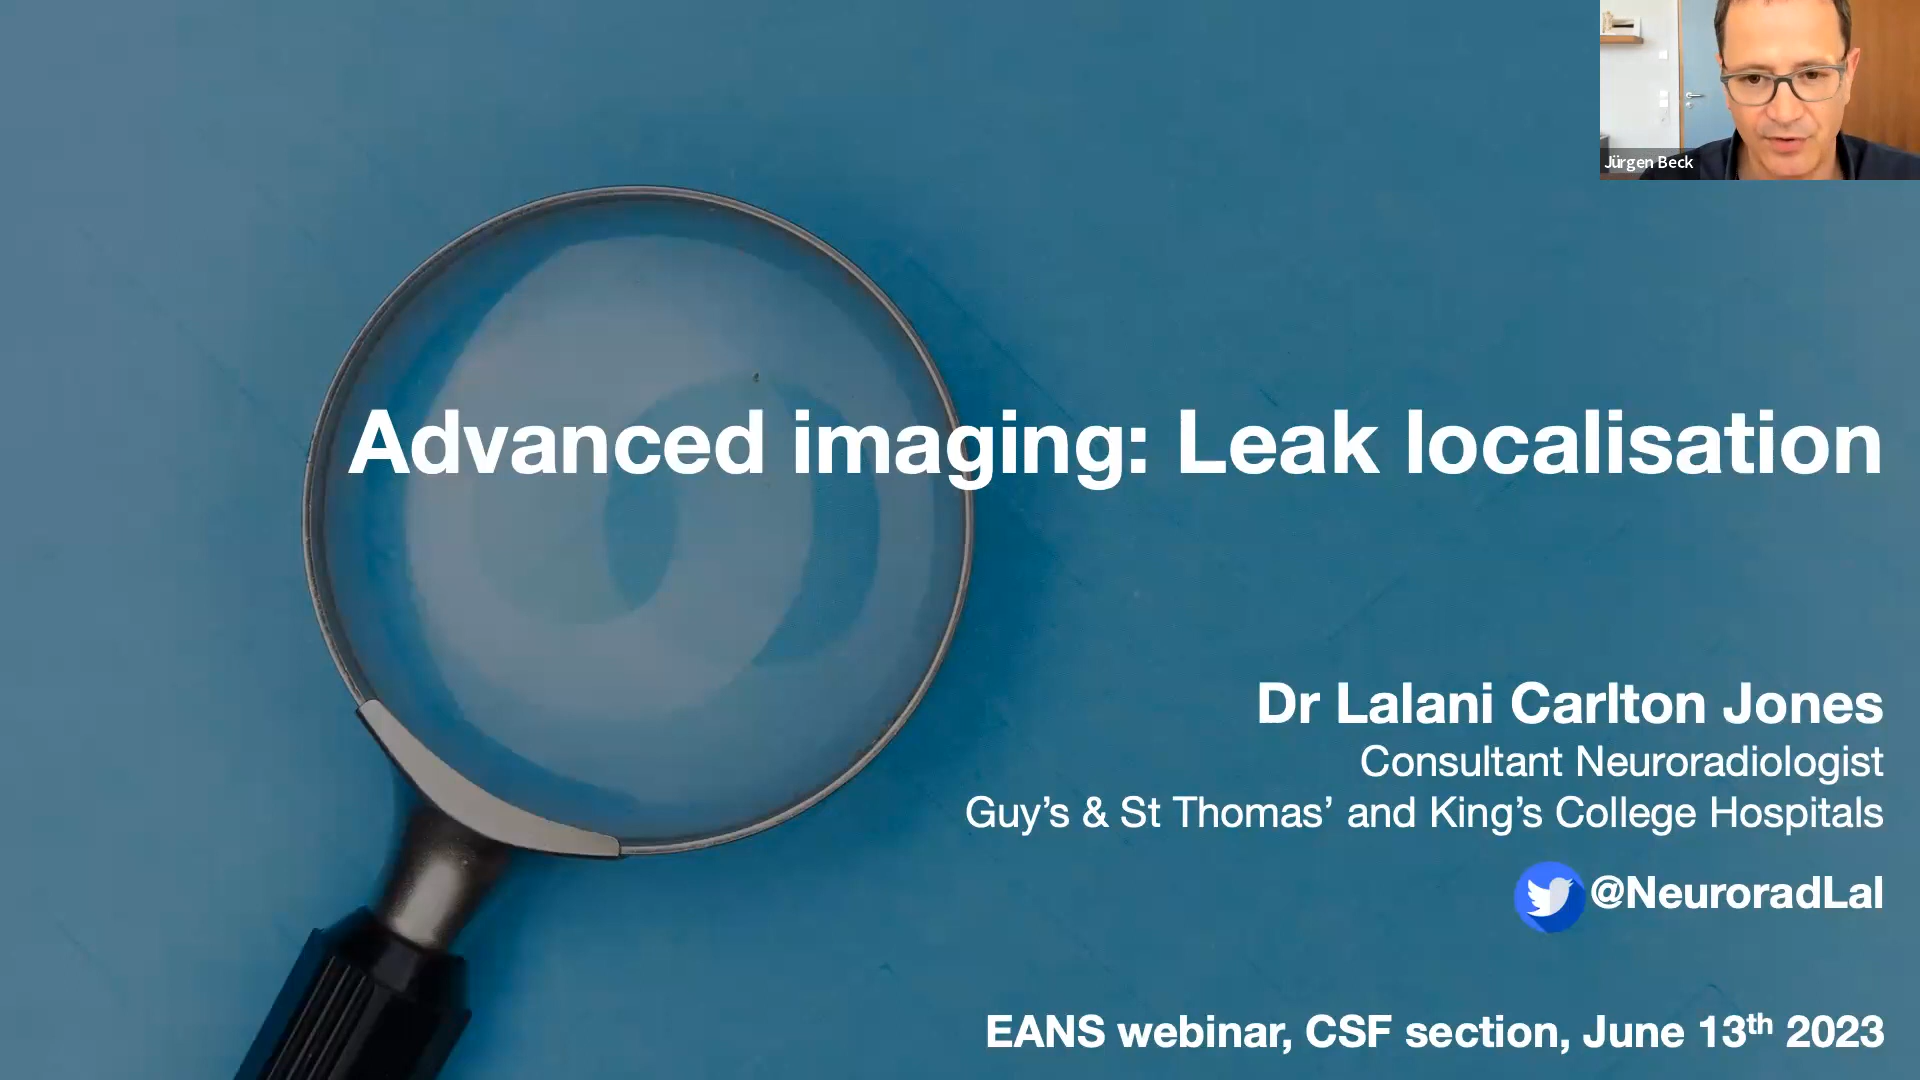 Jürgen Beck
Advanced imaging: Leak localisation
Dr Lalani Carlton Jones
Consultant Neuroradiologist
Guy’s & St Thomas’ and King’s College Hospitals
@NeuroradLal
EANS webinar, CSF section, June 13th 2023